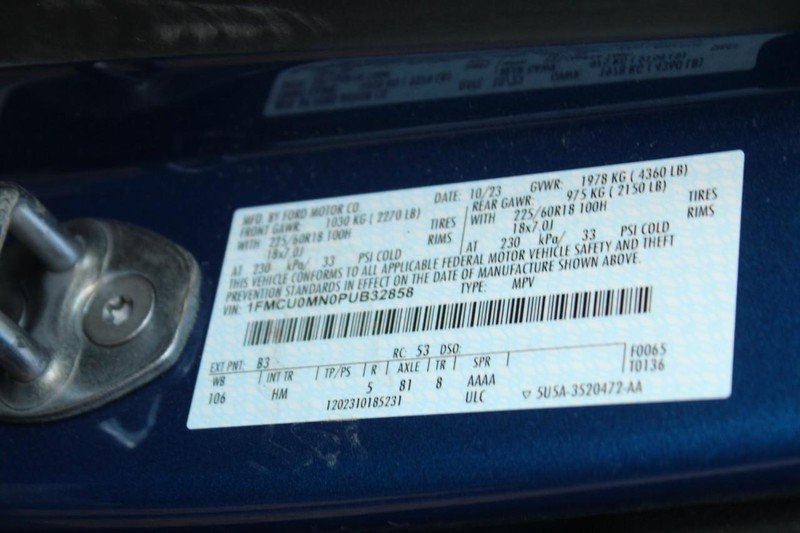 MFD. BY FORD MOTOR CO. DATE: 10/23 GVWR: 1978 KG ( 4360 LB)
FRONT GAWR: 1030 KG ( 2270 LB) REAR GAWR: 975 KG ( 2150 LB)
WITH 225/60R18 100H TIRES WITH 225/60R18 100H TIRES
18x7.0J RIMS 18x7.0J RIMS
AT 230 kPa/ 33 PSI COLD AT 230 kPa/ 33 PSI COLD
THIS VEHICLE CONFORMS TO ALL APPLICABLE FEDERAL MOTOR VEHICLE SAFETY AND THEFT
PREVENTION STANDARDS IN EFFECT ON THE DATE OF MANUFACTURE SHOWN ABOVE.
VIN: 1FMCU0MN0PUB32858 TYPE: MPV
EXT PNT: B3 RC: 53 DSO: F0065
WB INT TR TP/PS R AXLE TR SPR T0136
106 HM 5 81 8 AAAA
1202310185231 ULC ▽ 5U5A-3520472-AA